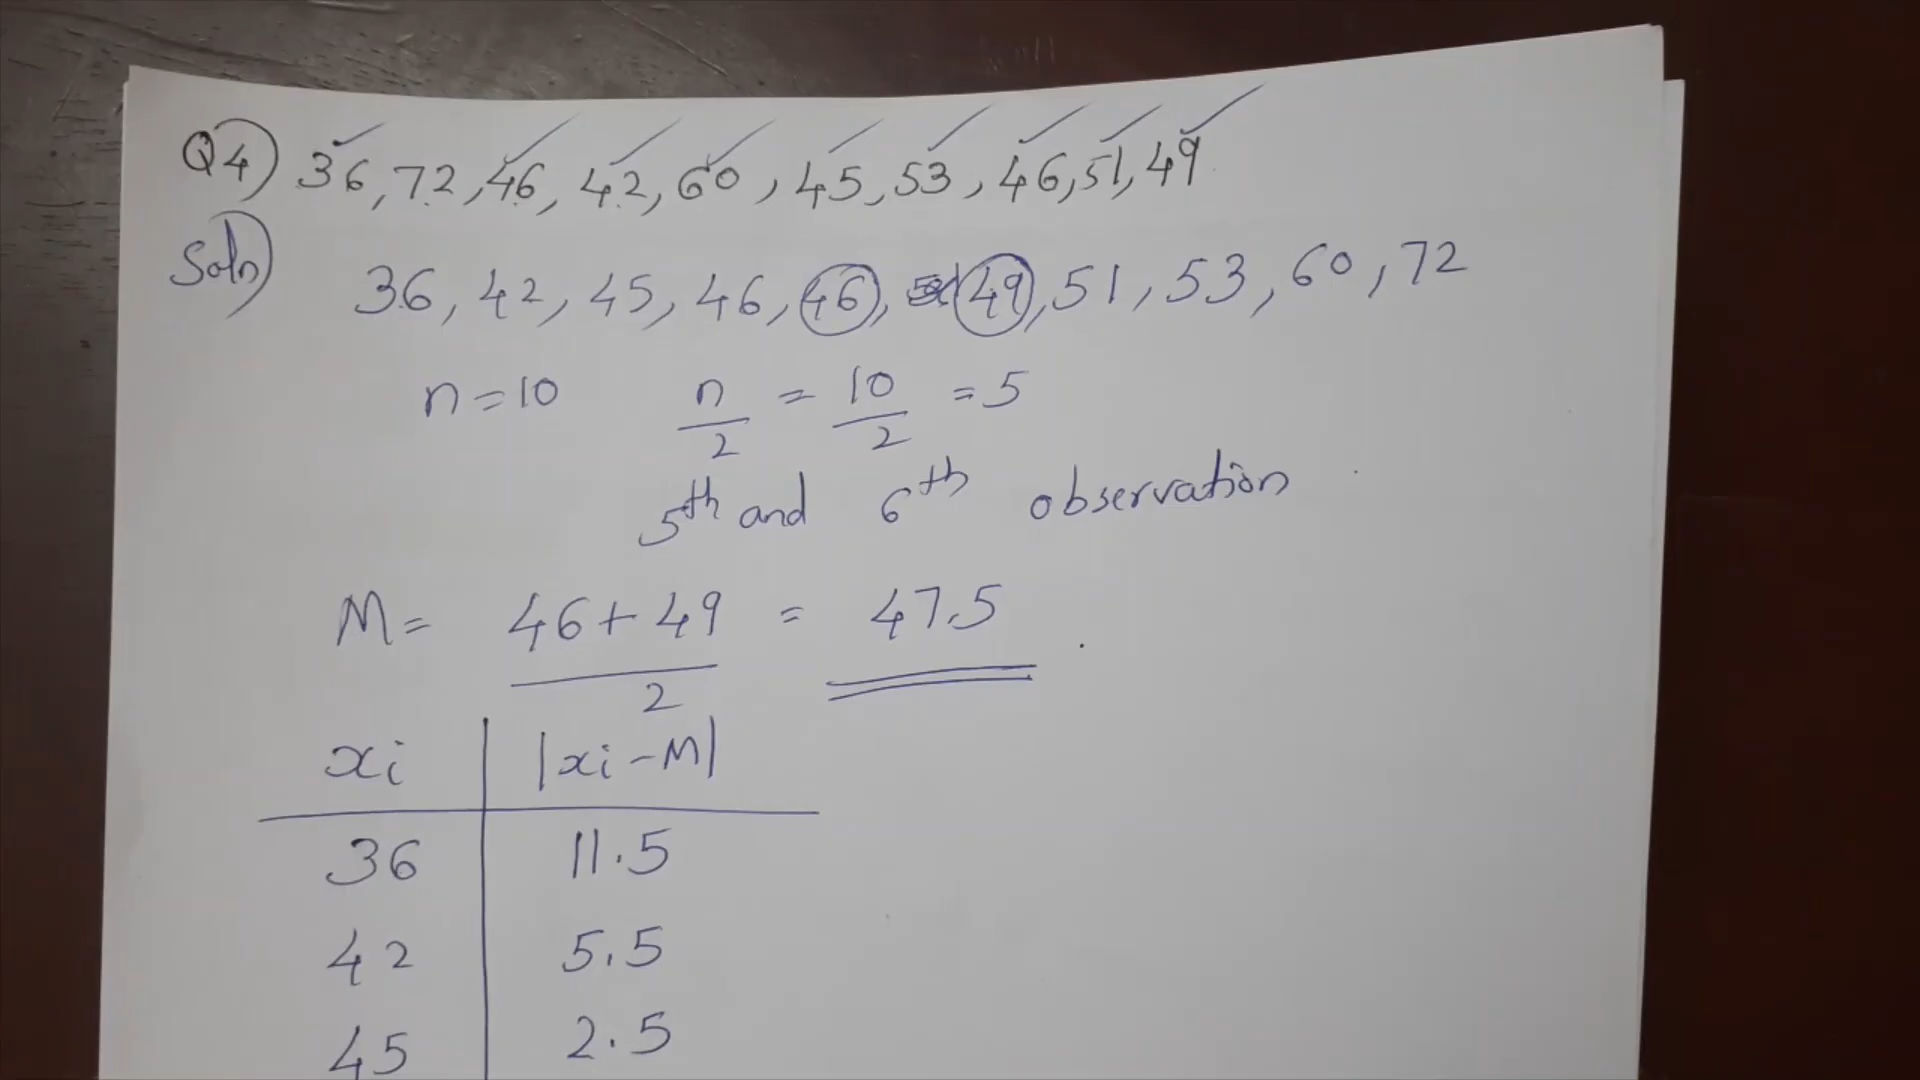 Q4) 36, 72, 46, 42, 60, 45, 53, 46, 51, 49
Soln) 36, 42, 45, 46, 46, 49, 51, 53, 60, 72
n = 10 n/2 = 10/2 = 5
5th and 6th observation
M = 46 + 49 / 2 = 47.5
xi |xi - M|
36 11.5
42 5.5
45 2.5